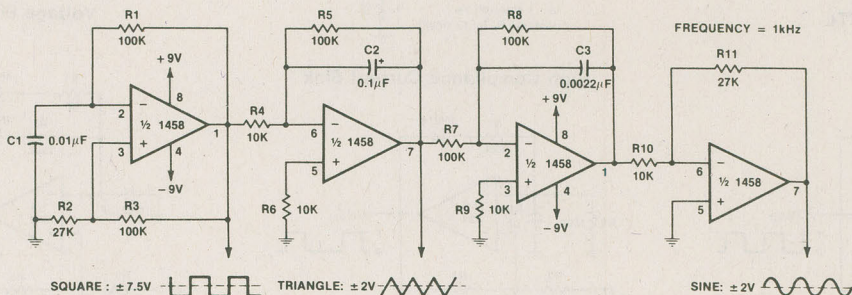 R1
100K
+9V
8
2
½ 1458
1
3
4
-9V
C1 0.01µF
R2
27K
R3
100K
R4
10K
R5
100K
C2
+
0.1µF
6
½ 1458
7
5
R6 10K
R7
100K
R8
100K
C3
0.0022µF
+9V
8
2
½ 1458
1
3
4
-9V
R9 10K
R10
10K
FREQUENCY = 1kHz
R11
27K
6
½ 1458
7
5
SQUARE: ±7.5V
TRIANGLE: ±2V
SINE: ±2V